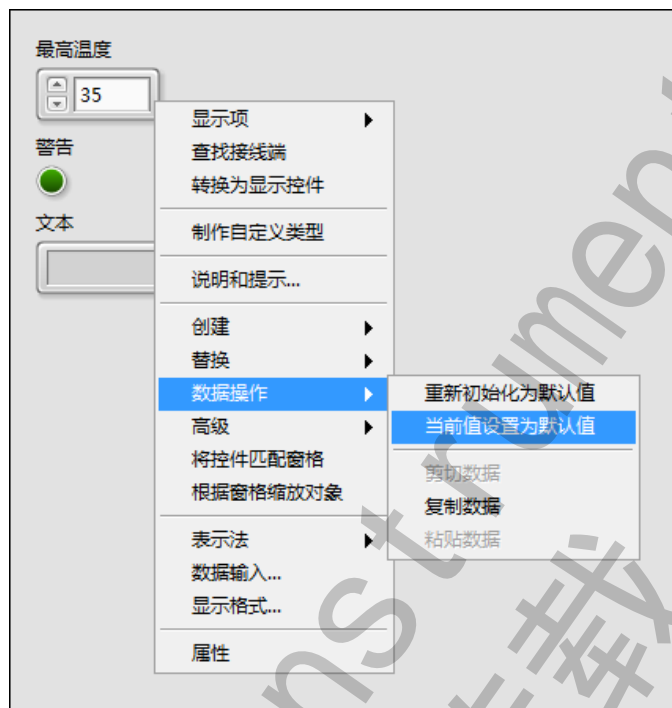 最高温度
35
警告
文本
显示项
查找接线端
转换为显示控件
制作自定义类型
说明和提示...
创建
替换
数据操作
高级
将控件匹配窗格
根据窗格缩放对象
表示法
数据输入...
显示格式...
属性
重新初始化为默认值
当前值设置为默认值
剪切数据
复制数据
粘贴数据
nstrumen
载